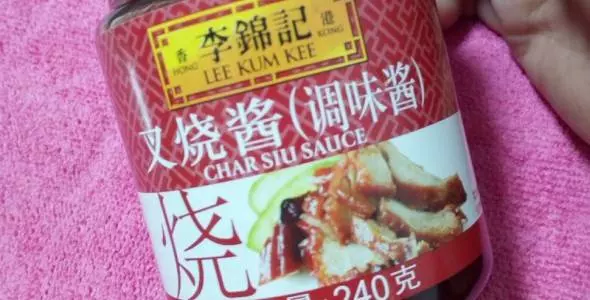 香 李錦記 港
HONG LEE KUM KEE KONG
叉烧酱(调味酱)
CHAR SIU SAUCE
烧
240克